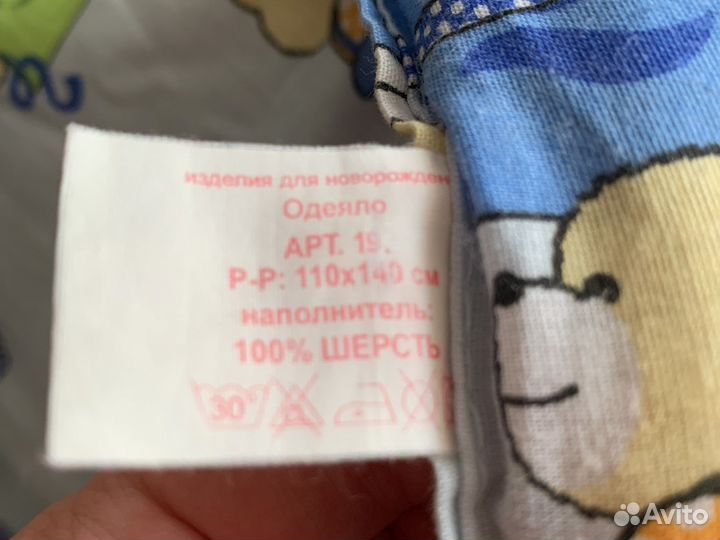 изделия для новорожден
Одеяло
АРТ. 19.
Р-Р: 110х140 см
наполнитель:
100% ШЕРСТЬ
30°
Avito